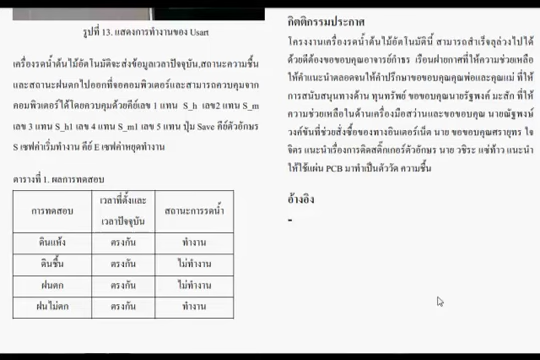 รูปที่ 13. แสดงการทำงานของ Usart
เครื่องรดน้ำต้นไม้อัตโนมัติจะส่งข้อมูลเวลาปัจจุบัน,สถานะความชื้น
และสถานะฝนตกไปออกที่จอคอมพิวเตอร์และสามารถควบคุมจาก
คอมพิวเตอร์ได้โดยควบคุมด้วยคีย์เลข 1 แทน S_h เลข2 แทน S_m
เลข 3 แทน S_h1 เลข 4 แทน S_m1 เลข 5 แทน ปุ่ม Save คีย์ตัวอักษร
S เซฟค่าเริ่มทำงาน คีย์ E เซฟค่าหยุดทำงาน
ตารางที่ 1. ผลการทดสอบ
การทดสอบ เวลาที่ตั้งและ สถานะการรดน้ำ
เวลาปัจจุบัน
ดินแห้ง ตรงกัน ทำงาน
ดินชื้น ตรงกัน ไม่ทำงาน
ฝนตก ตรงกัน ไม่ทำงาน
ฝนไม่ตก ตรงกัน ทำงาน
กิตติกรรมประกาศ
โครงงานเครื่องรดน้ำต้นไม้อัตโนมัตินี้ สามารถสำเร็จลุล่วงไปได้
ด้วยดีต้องขอขอบคุณอาจารย์กำธร เรือนฝายกาศที่ให้ความช่วยเหลือ
ให้คำแนะนำตลอดจนให้คำปรึกษาขอขอบคุณคุณพ่อและคุณแม่ ที่ให้
การสนับสนุนทางด้าน ทุนทรัพย์ ขอขอบคุณนายรัฐพงค์ มะสัก ที่ให้
ความช่วยเหลือในด้านเครื่องมือสว่านและขอขอบคุณ นายณัฐพงษ์
วงค์ขันที่ช่วยสั่งซื้อของทางอินเตอร์เน็ต นาย ขอขอบคุณศรายุทร ใจ
จิตร แนะนำเรื่องการติดสติ๊กเกอร์ตัวอักษร นาย วชิระ แซ่ท้าว แนะนำ
ให้ใช้แผ่น PCB มาทำเป็นตัววัด ความชื้น
อ้างอิง
-